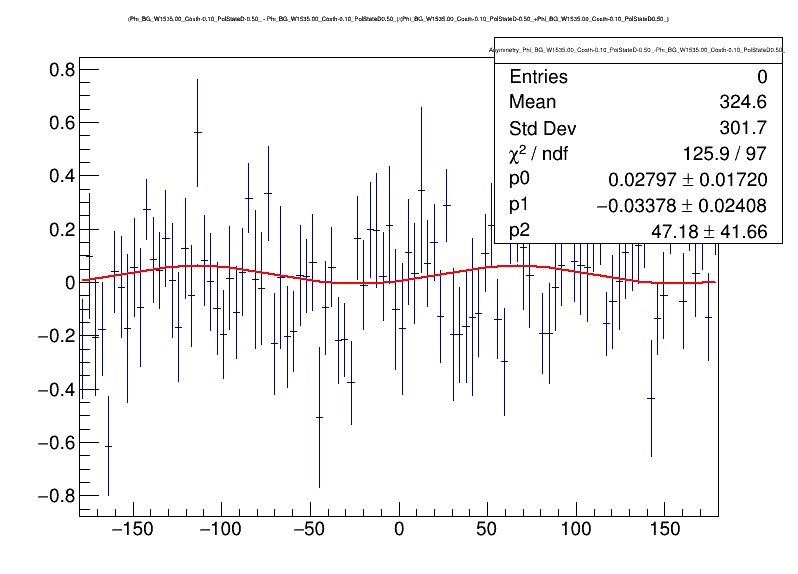 (Phi_BG_W1535.00_Costh-0.10_PolStateD-0.50_- Phi_BG_W1535.00_Costh-0.10_PolStateD0.50_)/(Phi_BG_W1535.00_Costh-0.10_PolStateD-0.50_+Phi_BG_W1535.00_Costh-0.10_PolStateD0.50_)
Asymmetry_Phi_BG_W1535.00_Costh-0.10_PolStateD-0.50_-Phi_BG_W1535.00_Costh-0.10_PolStateD0.50_
Entries 0
Mean 324.6
Std Dev 301.7
χ² / ndf 125.9 / 97
p0 0.02797 ± 0.01720
p1 −0.03378 ± 0.02408
p2 47.18 ± 41.66
0.8
0.6
0.4
0.2
0
−0.2
−0.4
−0.6
−0.8
−150 −100 −50 0 50 100 150